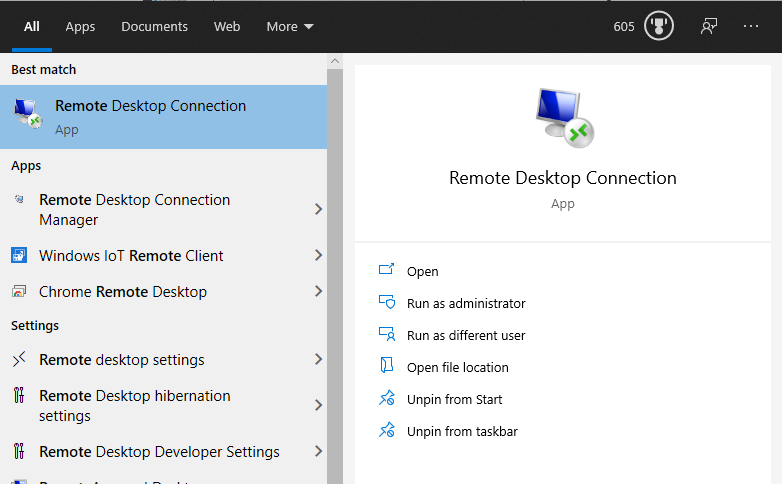 All Apps Documents Web More 605 ...
Best match
Remote Desktop Connection
App
Apps
Remote Desktop Connection
Manager
Windows IoT Remote Client
Chrome Remote Desktop
Settings
Remote desktop settings
Remote Desktop hibernation
settings
Remote Desktop Developer Settings
Remote Desktop Connection
App
Open
Run as administrator
Run as different user
Open file location
Unpin from Start
Unpin from taskbar